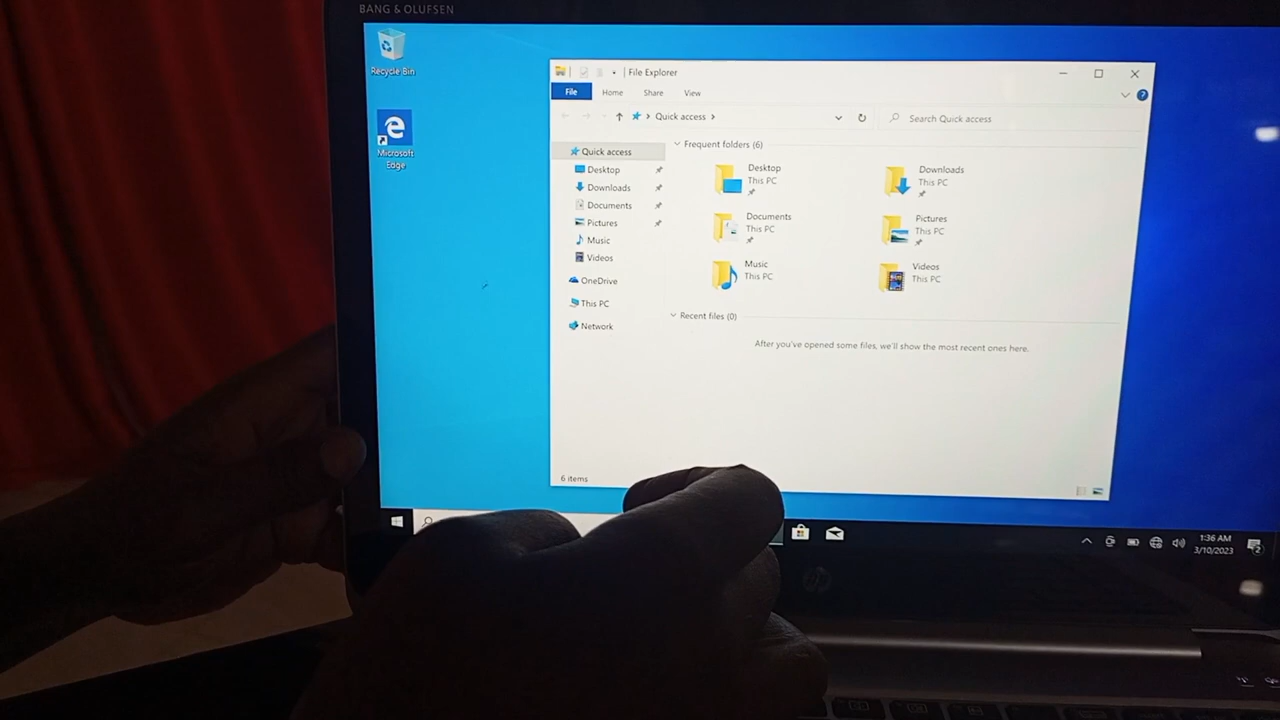 BANG & OLUFSEN
Recycle Bin
Microsoft
Edge
File Explorer
File Home Share View
Quick access
Search Quick access
Quick access
Desktop
Downloads
Documents
Pictures
Music
Videos
OneDrive
This PC
Network
Frequent folders (6)
Desktop
This PC
Downloads
This PC
Documents
This PC
Pictures
This PC
Music
This PC
Videos
This PC
Recent files (0)
After you've opened some files, we'll show the most recent ones here.
6 items
1:36 AM
3/10/2023
2
hp